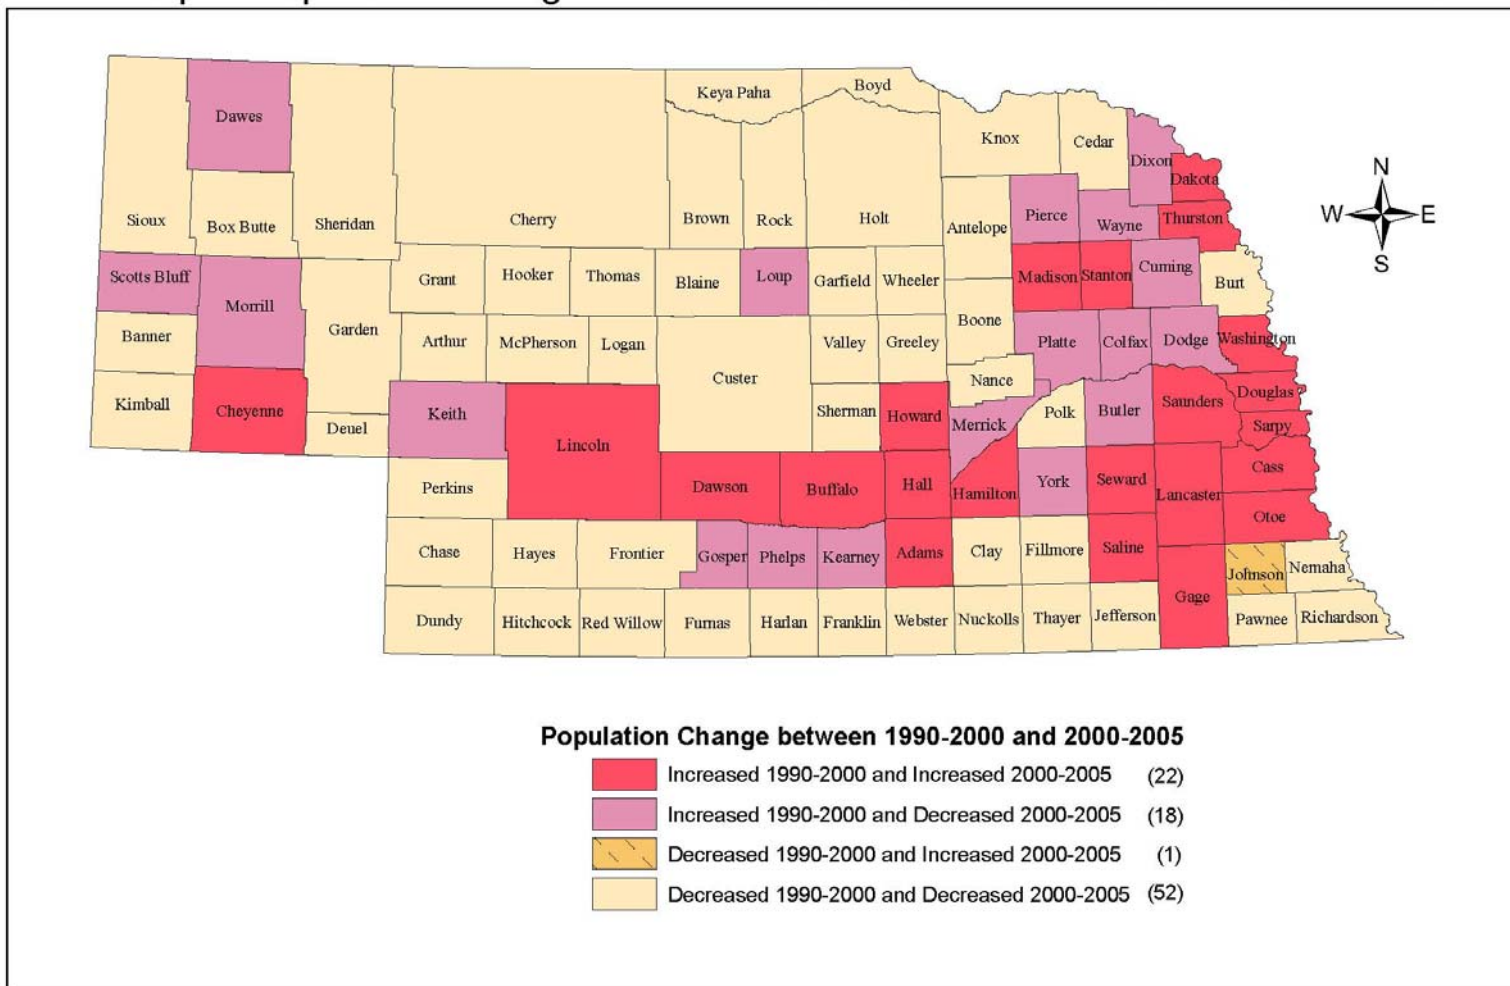 Keya Paha
Boyd
Dawes
Knox
Cedar
Dixon
Dakota
Sioux
Box Butte
Sheridan
Cherry
Brown
Rock
Holt
Antelope
Pierce
Wayne
Thurston
N
W
E
S
Scotts Bluff
Morrill
Grant
Hooker
Thomas
Blaine
Loup
Garfield
Wheeler
Madison
Stanton
Cuming
Burt
Banner
Garden
Arthur
McPherson
Logan
Custer
Valley
Greeley
Boone
Platte
Colfax
Dodge
Washington
Kimball
Cheyenne
Deuel
Keith
Lincoln
Sherman
Howard
Nance
Merrick
Polk
Butler
Saunders
Douglas
Sarpy
Perkins
Dawson
Buffalo
Hall
Hamilton
York
Seward
Lancaster
Cass
Otoe
Chase
Hayes
Frontier
Gosper
Phelps
Kearney
Adams
Clay
Fillmore
Saline
Gage
Johnson
Nemaha
Dundy
Hitchcock
Red Willow
Furnas
Harlan
Franklin
Webster
Nuckolls
Thayer
Jefferson
Pawnee
Richardson
Population Change between 1990-2000 and 2000-2005
Increased 1990-2000 and Increased 2000-2005 (22)
Increased 1990-2000 and Decreased 2000-2005 (18)
Decreased 1990-2000 and Increased 2000-2005 (1)
Decreased 1990-2000 and Decreased 2000-2005 (52)